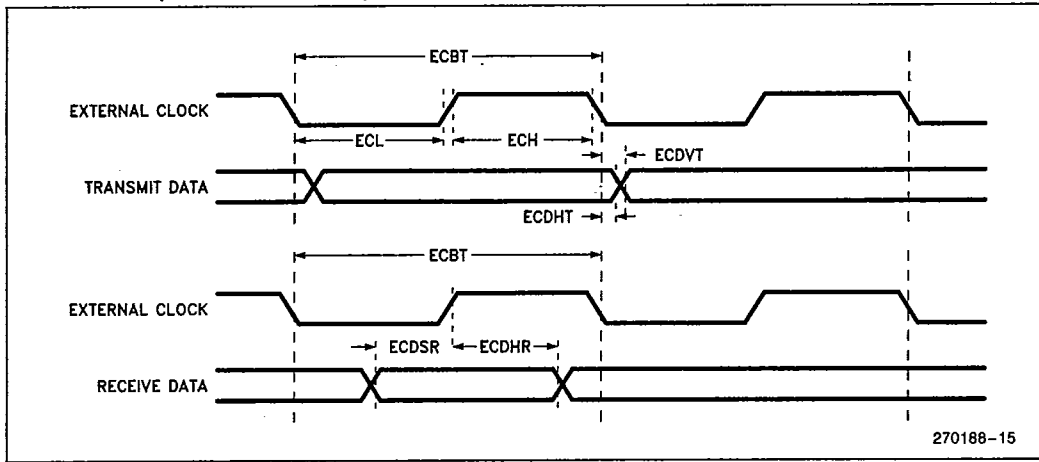 ECBT
EXTERNAL CLOCK
ECL
ECH
ECDVT
TRANSMIT DATA
ECDHT
ECBT
EXTERNAL CLOCK
ECDSR
ECDHR
RECEIVE DATA
270188-15